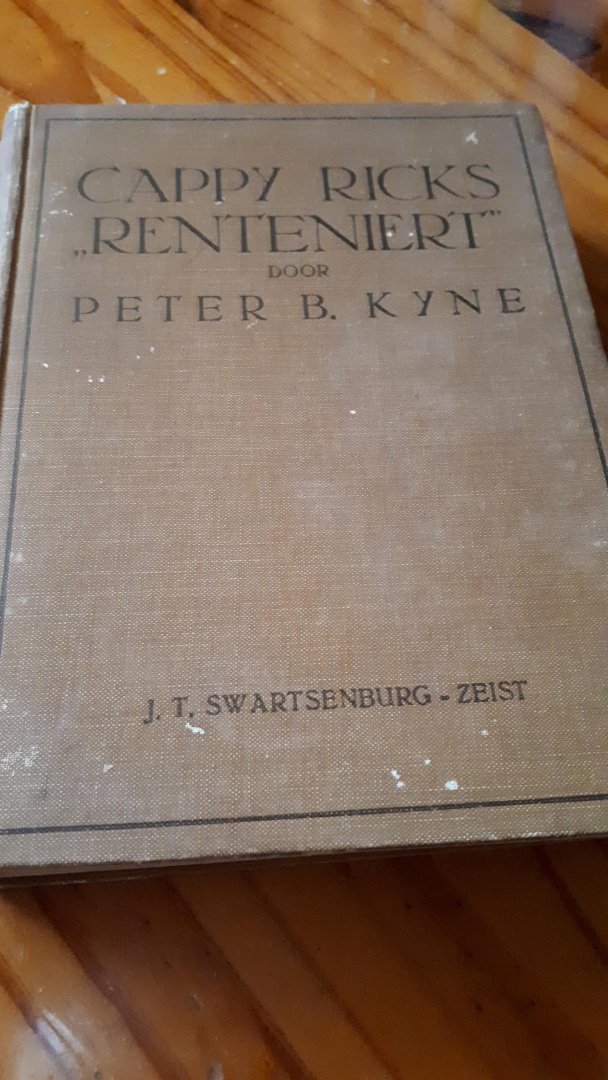 CAPPY RICKS
„RENTENIERT”
DOOR
PETER B. KYNE
J. T. SWARTSENBURG - ZEIST